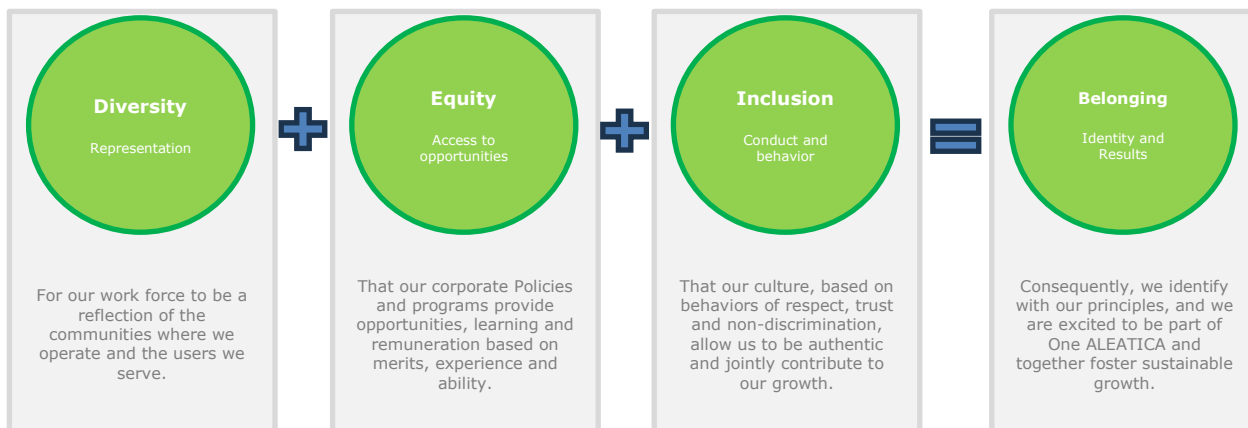 Diversity
Representation
For our work force to be a
reflection of the
communities where we
operate and the users we
serve.
Equity
Access to
opportunities
That our corporate Policies
and programs provide
opportunities, learning and
remuneration based on
merits, experience and
ability.
Inclusion
Conduct and
behavior
That our culture, based on
behaviors of respect, trust
and non-discrimination,
allow us to be authentic
and jointly contribute to
our growth.
Belonging
Identity and
Results
Consequently, we identify
with our principles, and we
are excited to be part of
One ALEATICA and
together foster sustainable
growth.